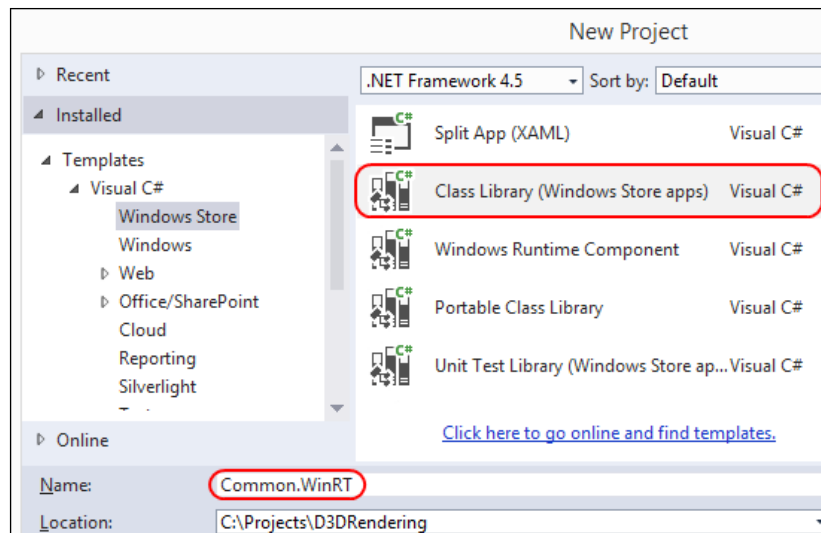 New Project
Recent
.NET Framework 4.5 Sort by: Default
Installed
Templates
Visual C#
Windows Store
Windows
Web
Office/SharePoint
Cloud
Reporting
Silverlight
C# Split App (XAML) Visual C#
C# Class Library (Windows Store apps) Visual C#
C# Windows Runtime Component Visual C#
C# Portable Class Library Visual C#
C# Unit Test Library (Windows Store ap... Visual C#
Online
Click here to go online and find templates.
Name: Common.WinRT
Location: C:\Projects\D3DRendering